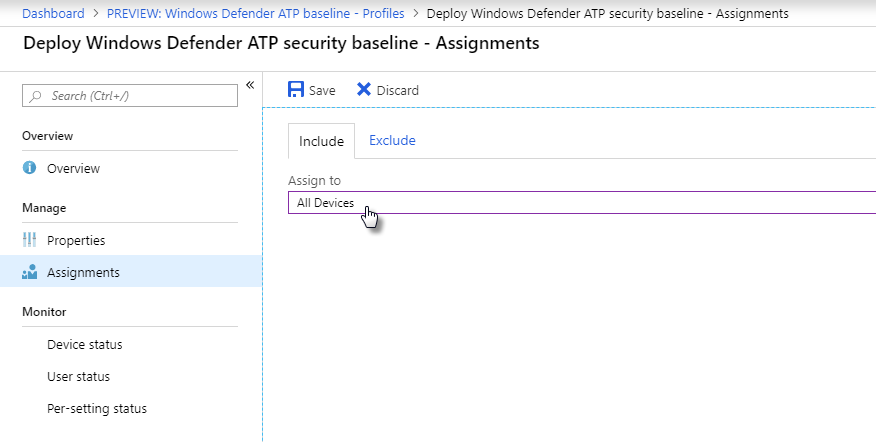 Dashboard > PREVIEW: Windows Defender ATP baseline - Profiles > Deploy Windows Defender ATP security baseline - Assignments
Deploy Windows Defender ATP security baseline - Assignments
Search (Ctrl+/)
«
Save
Discard
Overview
Overview
Manage
Properties
Assignments
Monitor
Device status
User status
Per-setting status
Include
Exclude
Assign to
All Devices